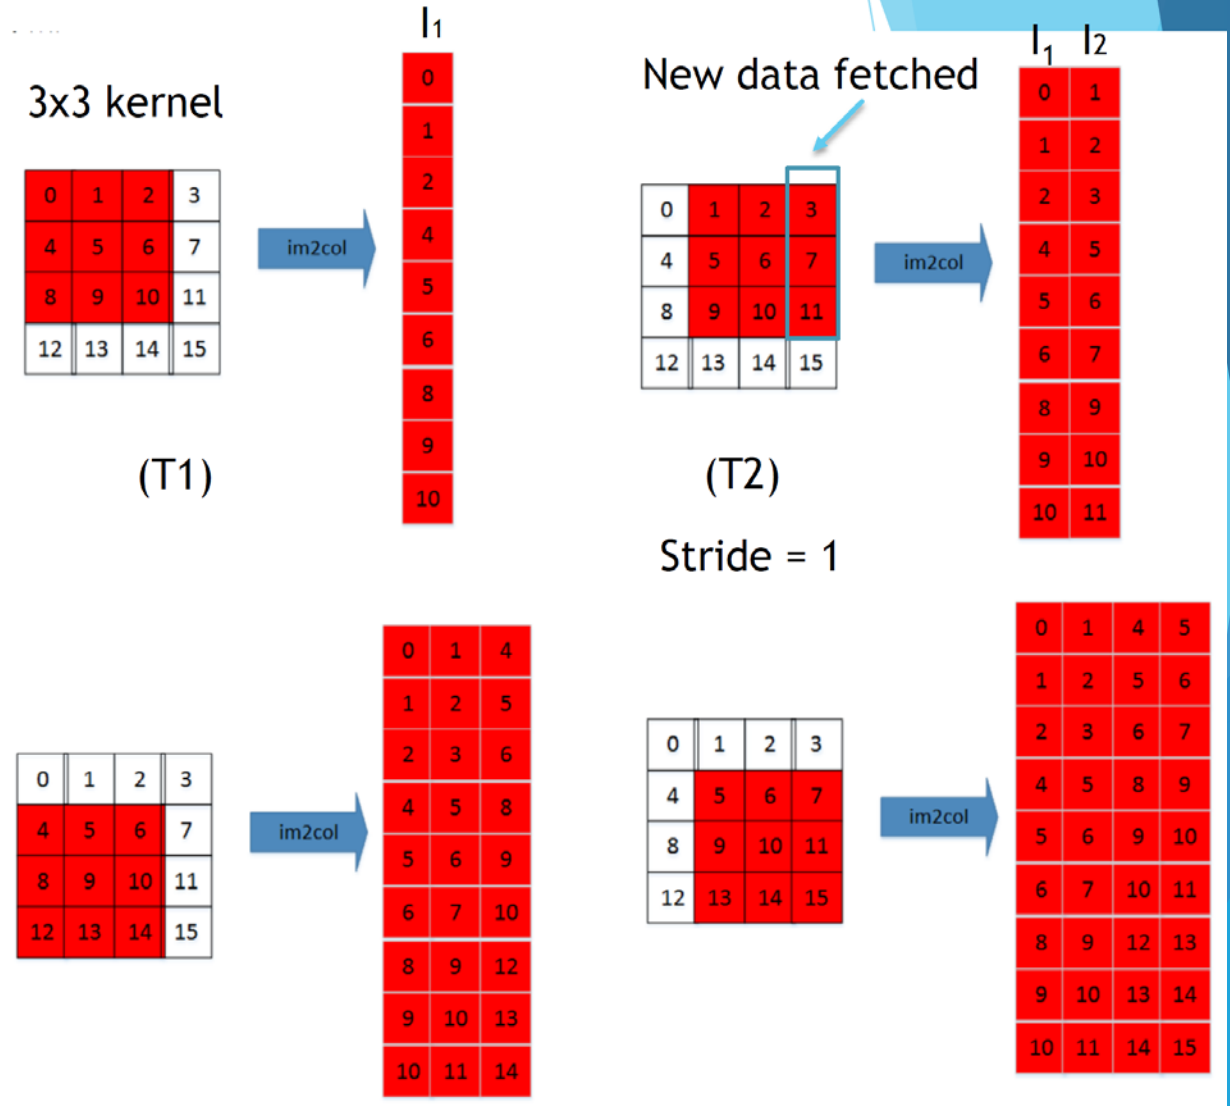 I1
0
1
2
4
5
6
8
9
10
3x3 kernel
0 1 2 3
4 5 6 7
8 9 10 11
12 13 14 15
im2col
(T1)
New data fetched
0 1 2 3
4 5 6 7
8 9 10 11
12 13 14 15
im2col
I1 I2
0 1
1 2
2 3
4 5
5 6
6 7
8 9
9 10
10 11
(T2)
Stride = 1
0 1 2 3
4 5 6 7
8 9 10 11
12 13 14 15
im2col
0 1 4
1 2 5
2 3 6
4 5 8
5 6 9
6 7 10
8 9 12
9 10 13
10 11 14
0 1 2 3
4 5 6 7
8 9 10 11
12 13 14 15
im2col
0 1 4 5
1 2 5 6
2 3 6 7
4 5 8 9
5 6 9 10
6 7 10 11
8 9 12 13
9 10 13 14
10 11 14 15